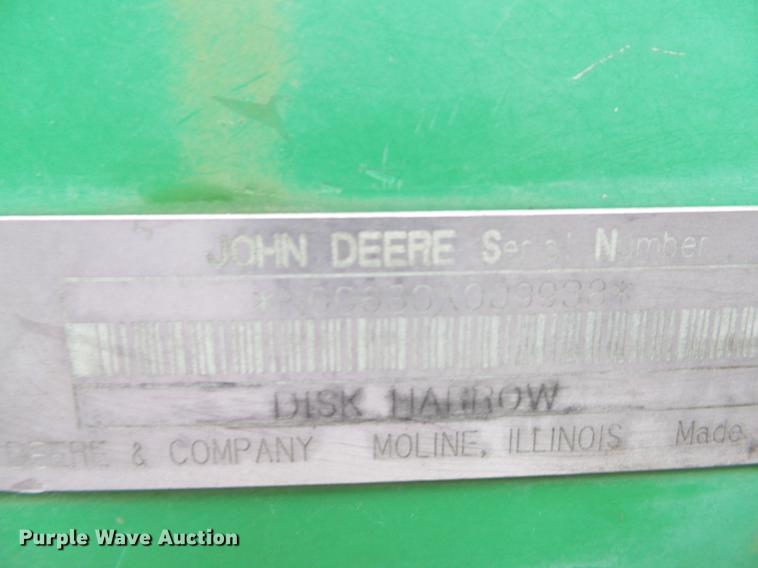 JOHN DEERE Serial Number
DISK HARROW
DEERE & COMPANY MOLINE, ILLINOIS Made
Purple Wave Auction